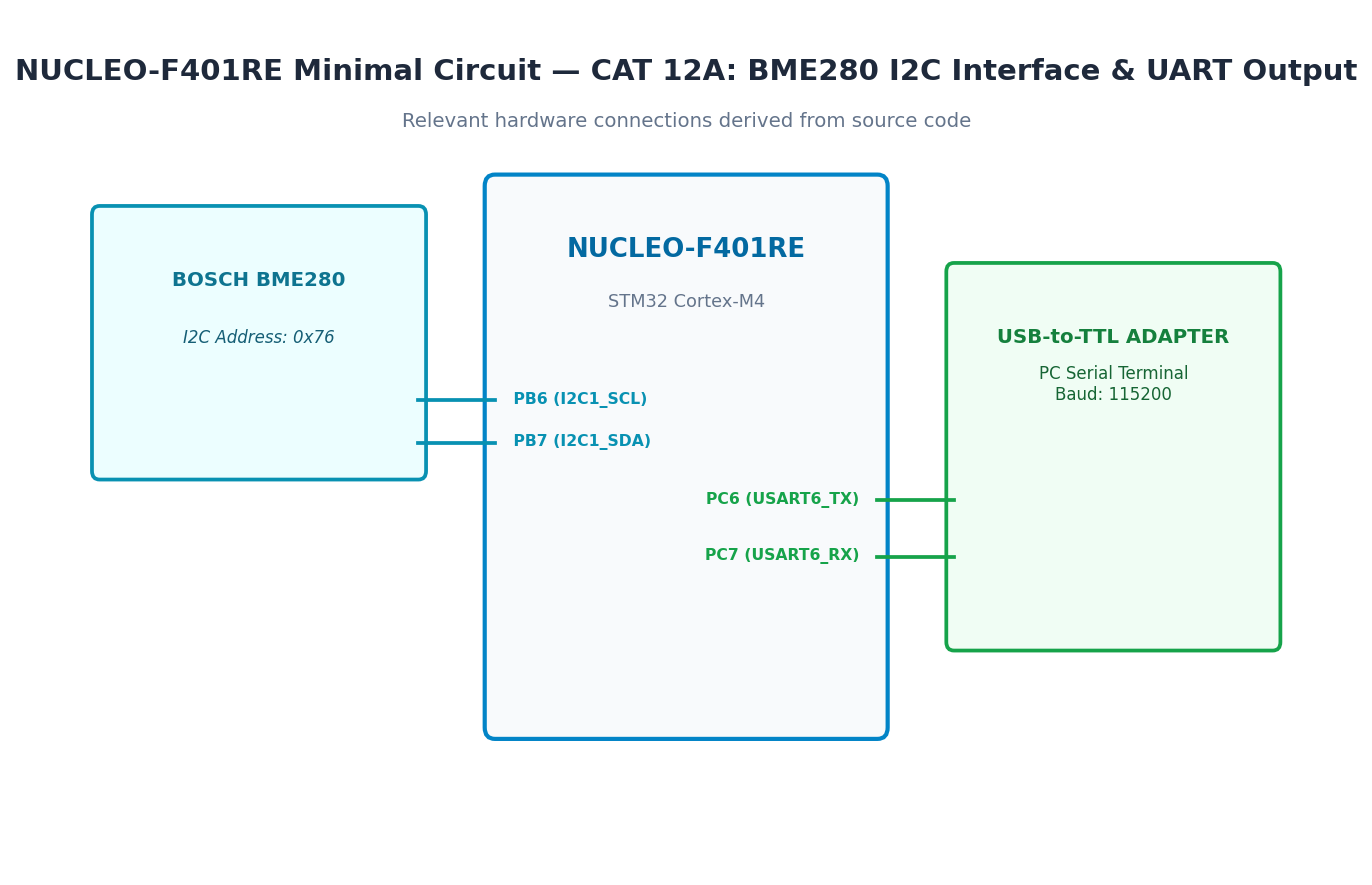 NUCLEO-F401RE Minimal Circuit — CAT 12A: BME280 I2C Interface & UART Output
Relevant hardware connections derived from source code
BOSCH BME280
I2C Address: 0x76
NUCLEO-F401RE
STM32 Cortex-M4
PB6 (I2C1_SCL)
PB7 (I2C1_SDA)
PC6 (USART6_TX)
PC7 (USART6_RX)
USB-to-TTL ADAPTER
PC Serial Terminal
Baud: 115200